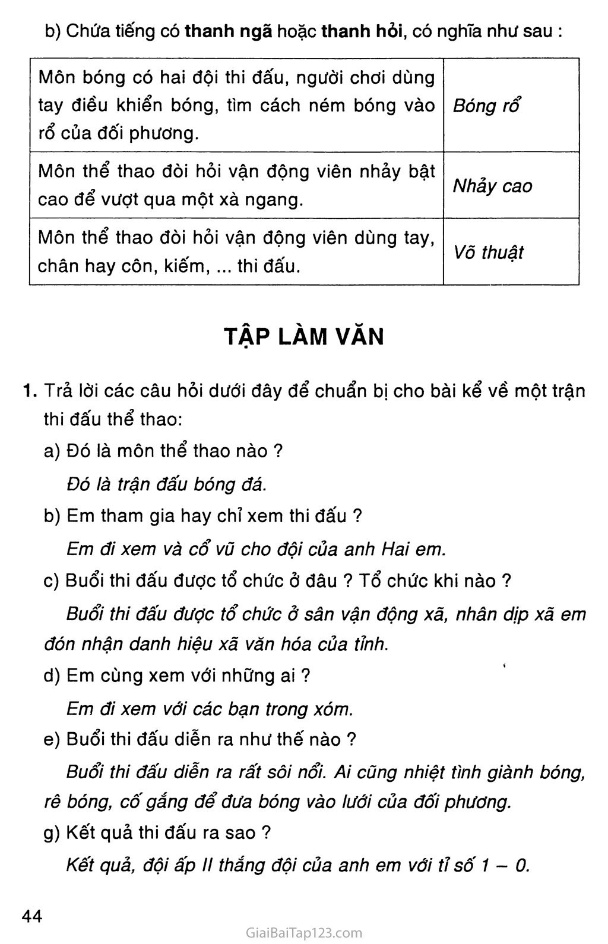 b) Chứa tiếng có thanh ngã hoặc thanh hỏi, có nghĩa như sau :
Môn bóng có hai đội thi đấu, người chơi dùng
tay điều khiển bóng, tìm cách ném bóng vào
rổ của đối phương.
Bóng rổ
Môn thể thao đòi hỏi vận động viên nhảy bật
cao để vượt qua một xà ngang.
Nhảy cao
Môn thể thao đòi hỏi vận động viên dùng tay,
chân hay côn, kiếm, ... thi đấu.
Võ thuật
TẬP LÀM VĂN
1. Trả lời các câu hỏi dưới đây để chuẩn bị cho bài kể về một trận
thi đấu thể thao:
a) Đó là môn thể thao nào ?
Đó là trận đấu bóng đá.
b) Em tham gia hay chỉ xem thi đấu ?
Em đi xem và cổ vũ cho đội của anh Hai em.
c) Buổi thi đấu được tổ chức ở đâu ? Tổ chức khi nào ?
Buổi thi đấu được tổ chức ở sân vận động xã, nhân dịp xã em
đón nhận danh hiệu xã văn hóa của tỉnh.
d) Em cùng xem với những ai ?
Em đi xem với các bạn trong xóm.
e) Buổi thi đấu diễn ra như thế nào ?
Buổi thi đấu diễn ra rất sôi nổi. Ai cũng nhiệt tình giành bóng,
rê bóng, cố gắng để đưa bóng vào lưới của đối phương.
g) Kết quả thi đấu ra sao ?
Kết quả, đội ấp II thắng đội của anh em với tỉ số 1 – 0.
44
GiaiBaiTap123.com